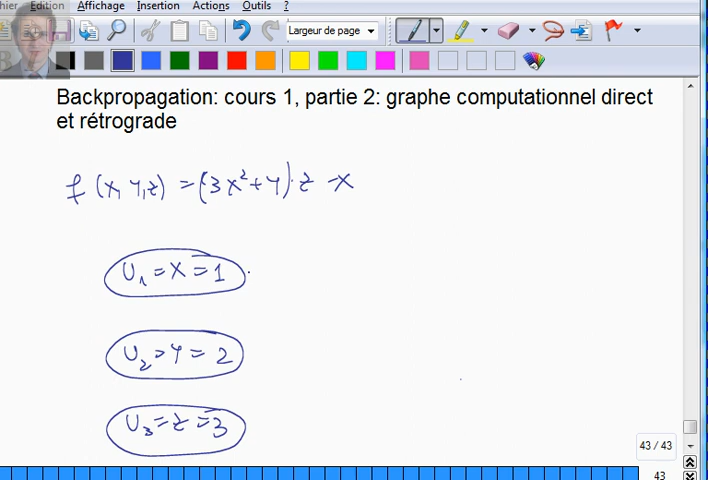 hier Édition Affichage Insertion Actions Outils ?
Largeur de page
Backpropagation: cours 1, partie 2: graphe computationnel direct
et rétrograde
f (x, y, z) = (3x²+y)·z -x
U₁ = x = 1
U₂ = y = 2
U₃ = z = 3
43 / 43
43